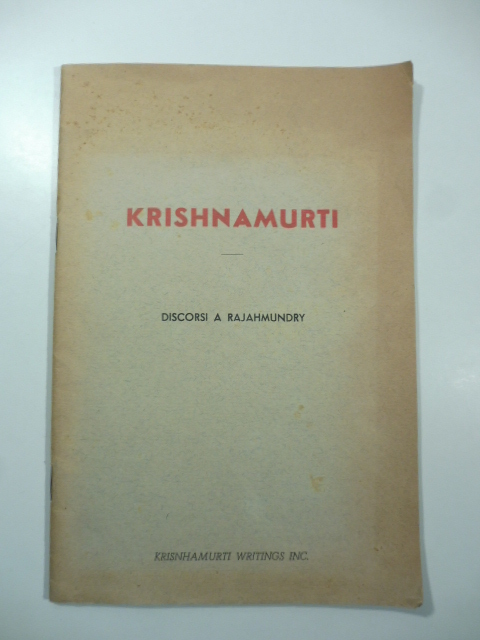 KRISHNAMURTI
DISCORSI A RAJAHMUNDRY
KRISNHAMURTI WRITINGS INC.